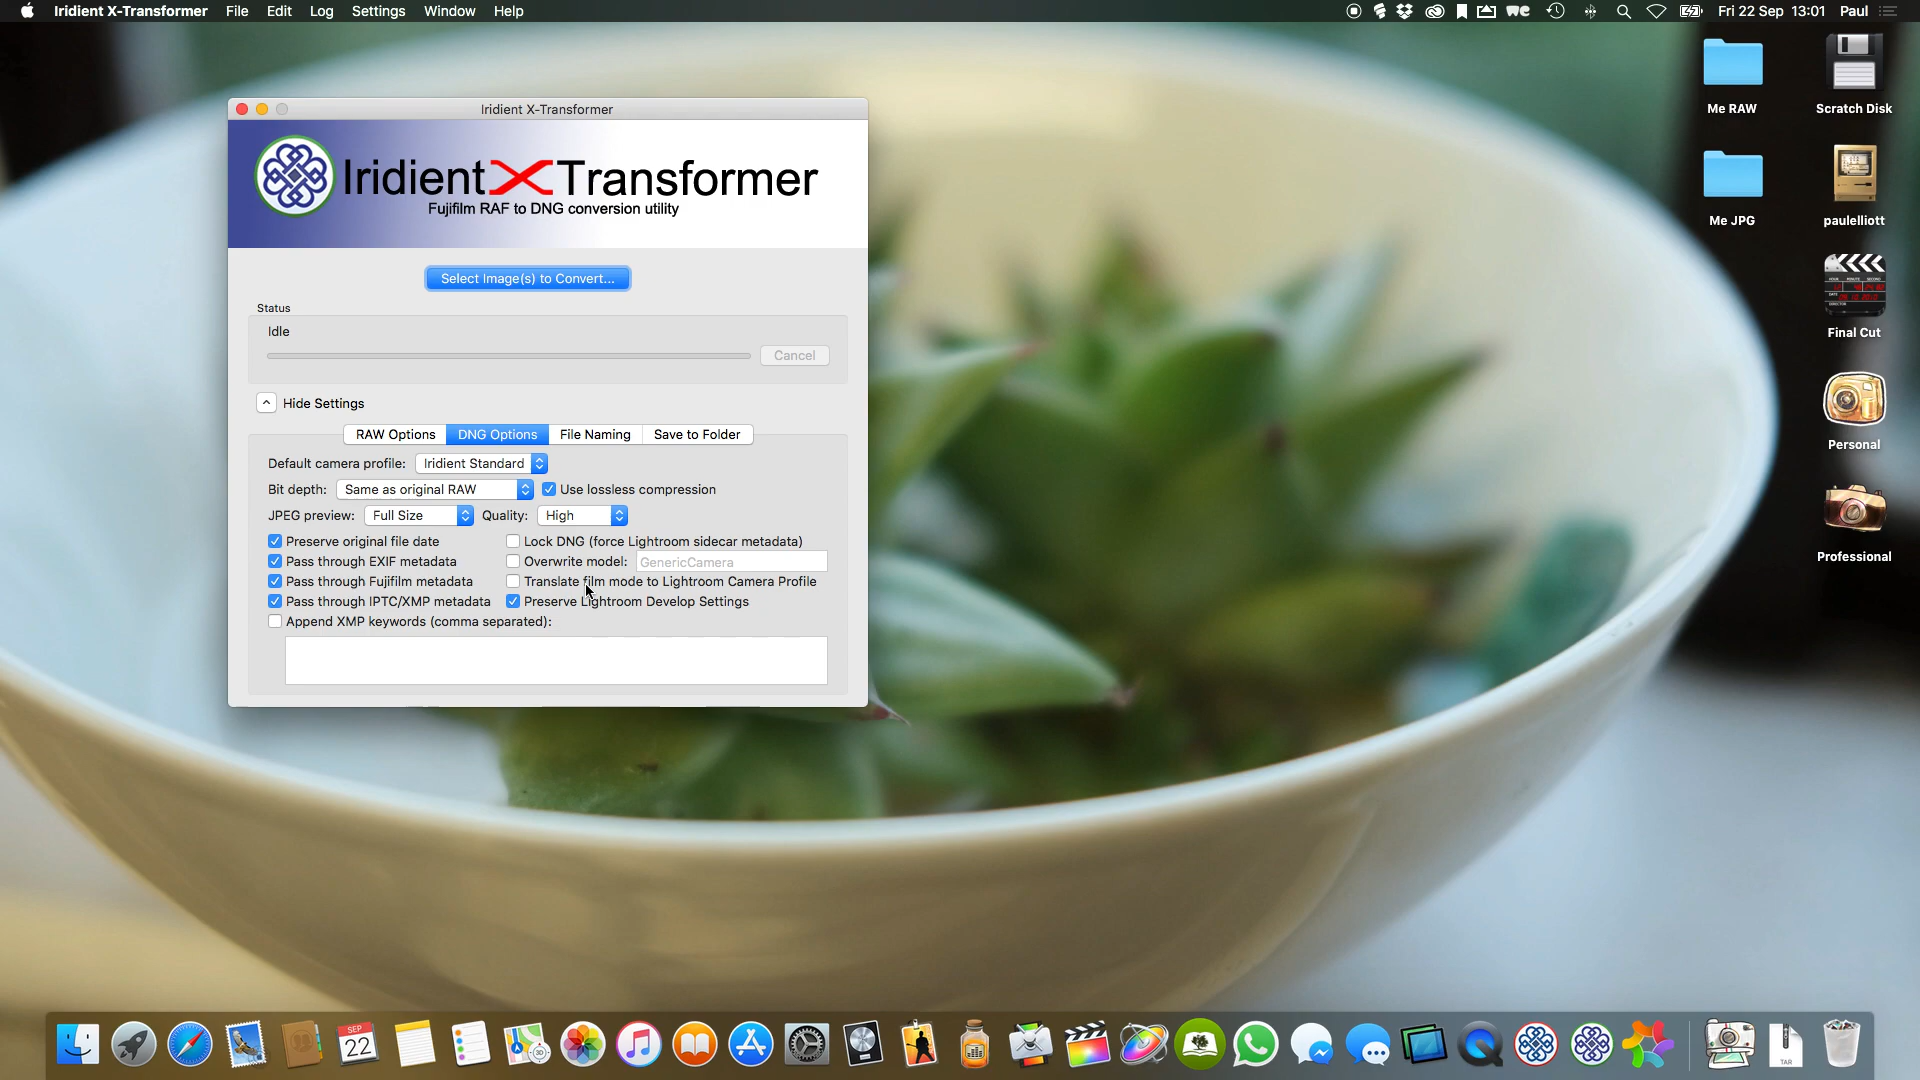 Iridient X-Transformer File Edit Log Settings Window Help
Fri 22 Sep 13:01 Paul
Me RAW
Scratch Disk
Me JPG
paulelliott
Final Cut
Personal
Professional
Iridient X-Transformer
Iridient X Transformer
Fujifilm RAF to DNG conversion utility
Select Image(s) to Convert...
Status
Idle
Cancel
Hide Settings
RAW Options DNG Options File Naming Save to Folder
Default camera profile: Iridient Standard
Bit depth: Same as original RAW Use lossless compression
JPEG preview: Full Size Quality: High
Preserve original file date Lock DNG (force Lightroom sidecar metadata)
Pass through EXIF metadata Overwrite model: GenericCamera
Pass through Fujifilm metadata Translate film mode to Lightroom Camera Profile
Pass through IPTC/XMP metadata Preserve Lightroom Develop Settings
Append XMP keywords (comma separated):
SEP
22
3D
TAR